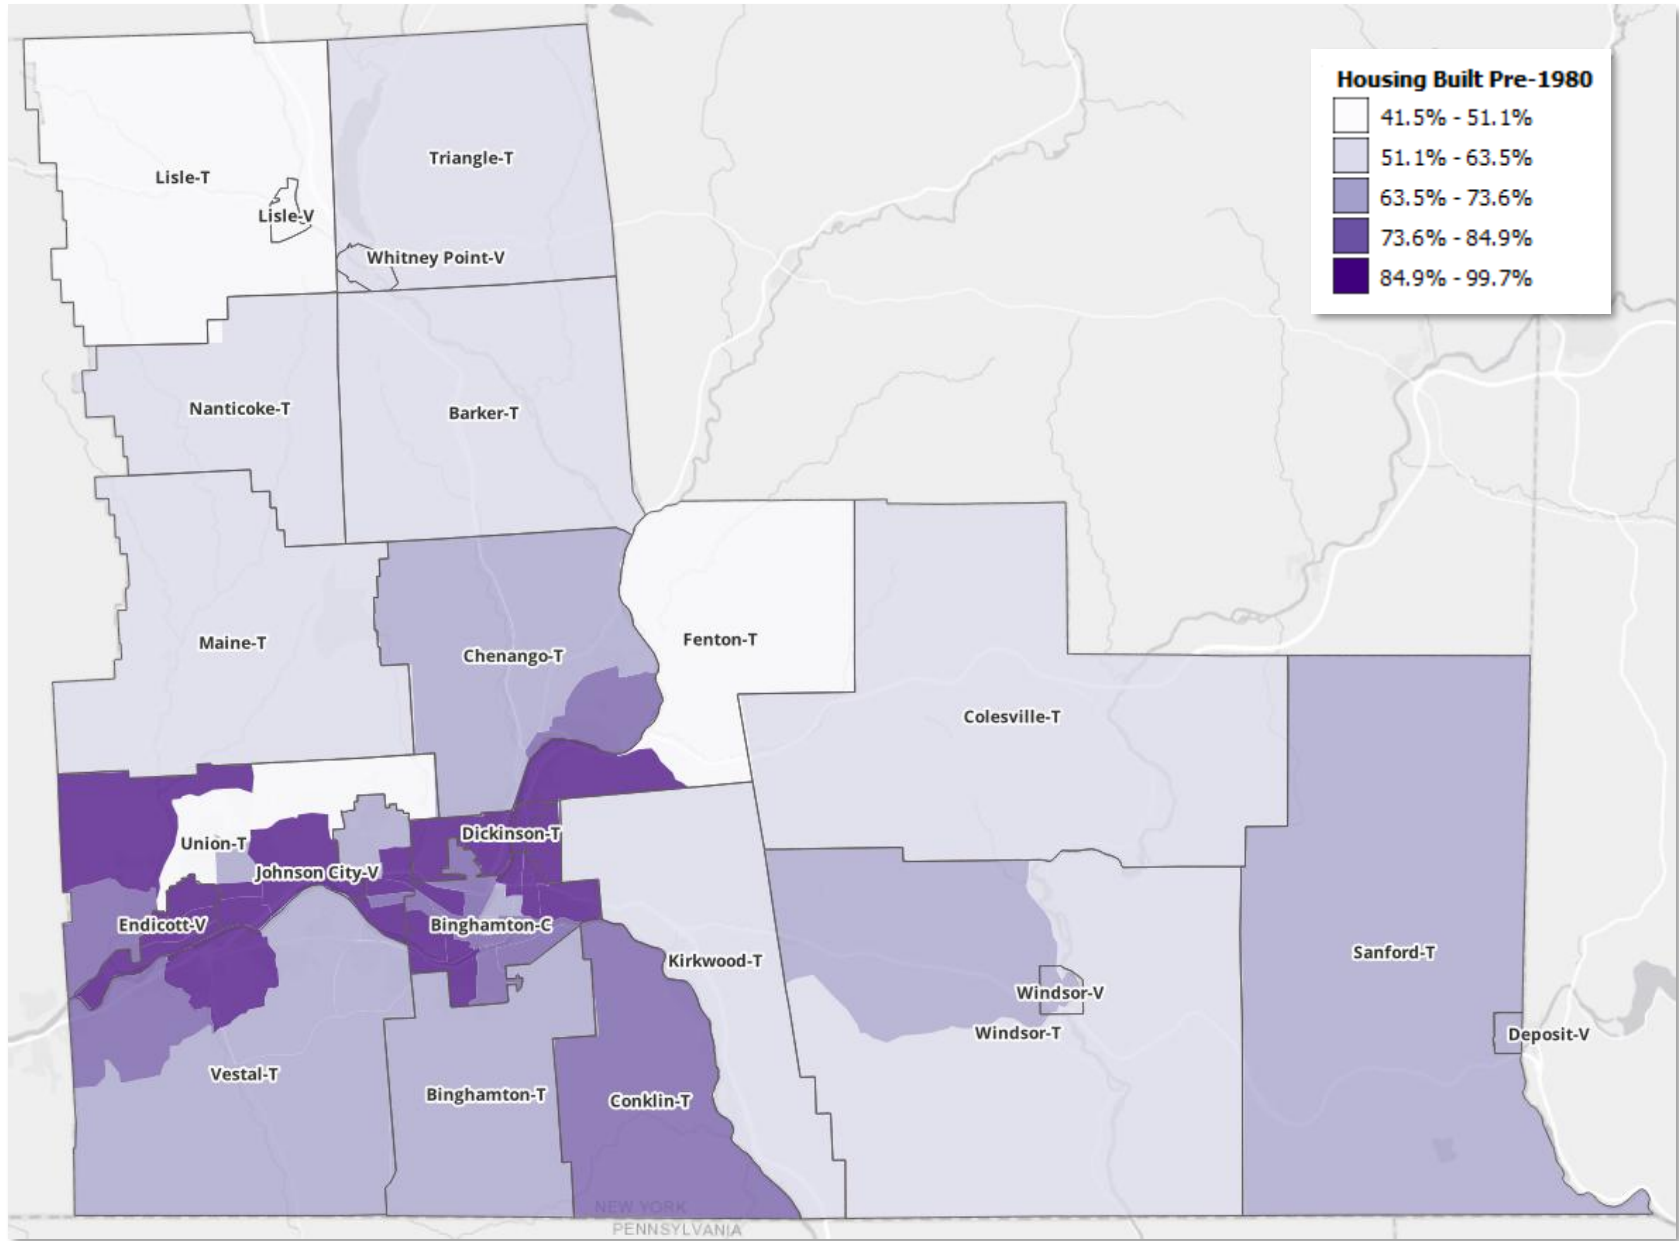 Housing Built Pre-1980
41.5% - 51.1%
51.1% - 63.5%
63.5% - 73.6%
73.6% - 84.9%
84.9% - 99.7%
Triangle-T
Lisle-T
Lisle-V
Whitney Point-V
Nanticoke-T
Barker-T
Maine-T
Chenango-T
Fenton-T
Colesville-T
Union-T
Dickinson-T
Johnson City-V
Endicott-V
Binghamton-C
Kirkwood-T
Sanford-T
Windsor-V
Windsor-T
Deposit-V
Vestal-T
Binghamton-T
Conklin-T
NEW YORK
PENNSYLVANIA